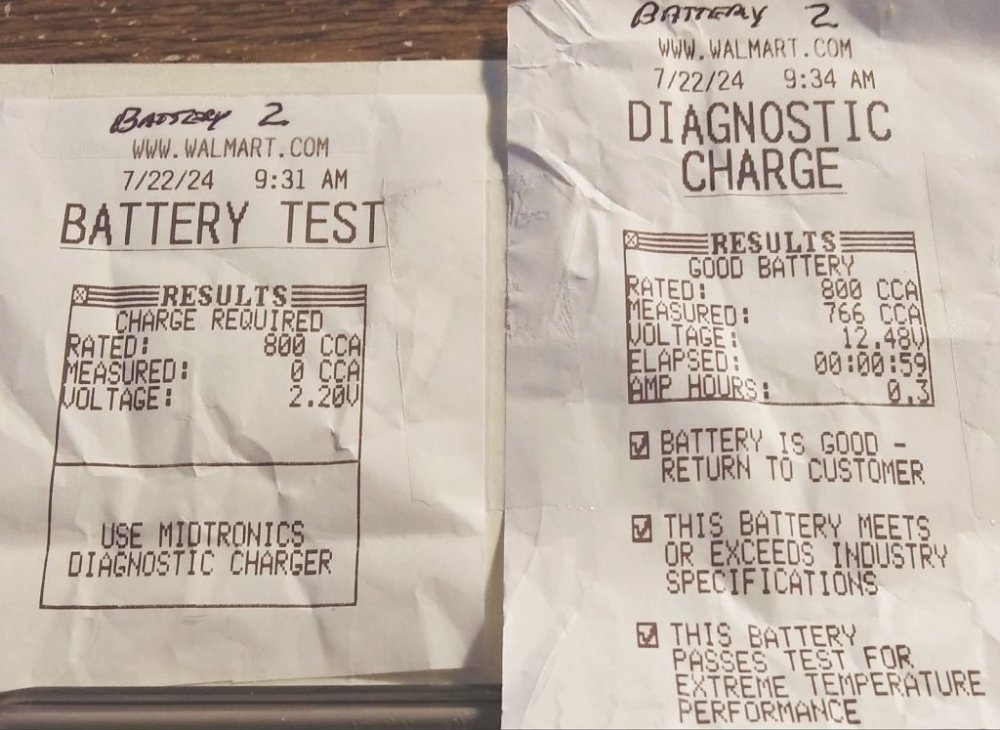 BATTERY 2
WWW.WALMART.COM
7/22/24 9:31 AM
BATTERY TEST
RESULTS
CHARGE REQUIRED
RATED: 800 CCA
MEASURED: 0 CCA
VOLTAGE: 2.20V
USE MIDTRONICS
DIAGNOSTIC CHARGER
BATTERY 2
WWW.WALMART.COM
7/22/24 9:34 AM
DIAGNOSTIC
CHARGE
RESULTS
GOOD BATTERY
RATED: 800 CCA
MEASURED: 766 CCA
VOLTAGE: 12.48V
ELAPSED: 00:00:59
AMP HOURS: 0.3
BATTERY IS GOOD -
RETURN TO CUSTOMER
THIS BATTERY MEETS
OR EXCEEDS INDUSTRY
SPECIFICATIONS
THIS BATTERY
PASSES TEST FOR
EXTREME TEMPERATURE
PERFORMANCE